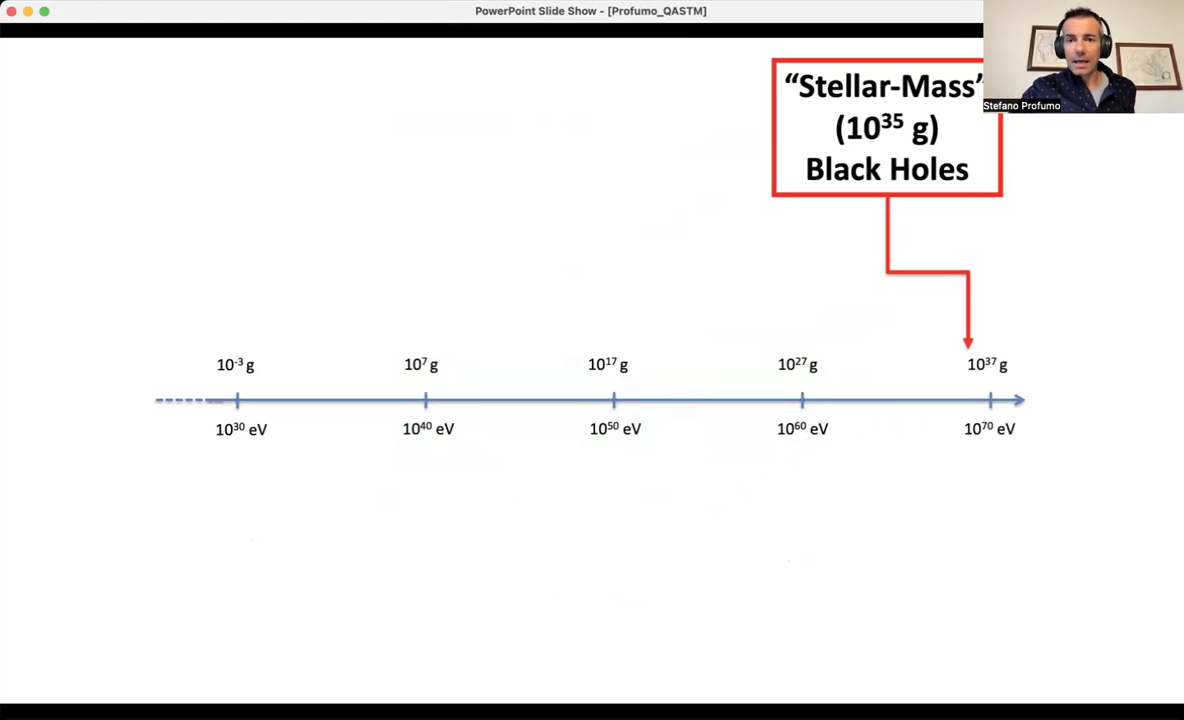 PowerPoint Slide Show - [Profumo_QASTM]
Stefano Profumo
“Stellar-Mass”
(10³⁵ g)
Black Holes
10⁻³ g 10⁷ g 10¹⁷ g 10²⁷ g 10³⁷ g
10³⁰ eV 10⁴⁰ eV 10⁵⁰ eV 10⁶⁰ eV 10⁷⁰ eV